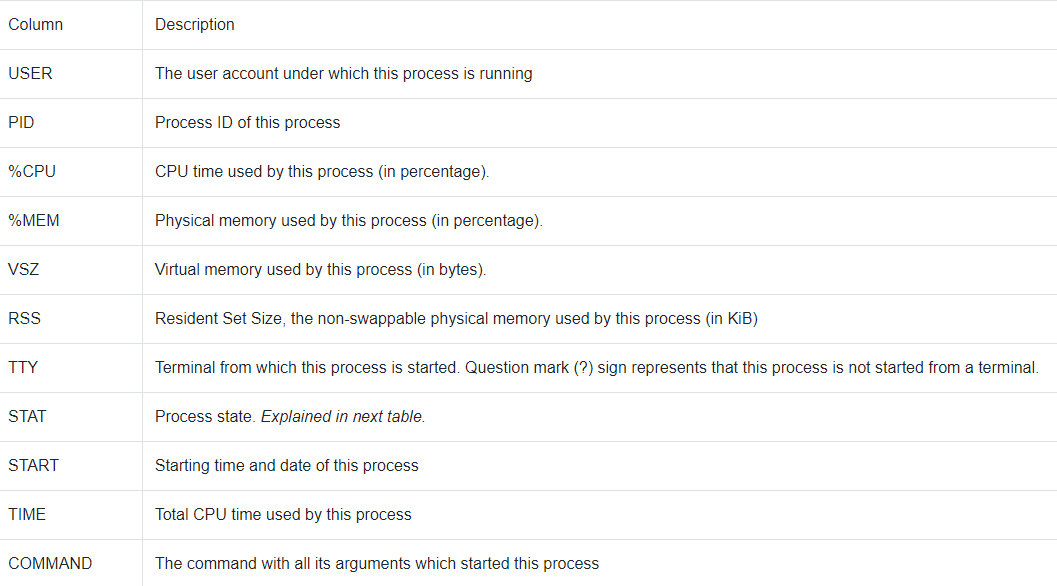 Column Description
USER The user account under which this process is running
PID Process ID of this process
%CPU CPU time used by this process (in percentage).
%MEM Physical memory used by this process (in percentage).
VSZ Virtual memory used by this process (in bytes).
RSS Resident Set Size, the non-swappable physical memory used by this process (in KiB)
TTY Terminal from which this process is started. Question mark (?) sign represents that this process is not started from a terminal.
STAT Process state. Explained in next table.
START Starting time and date of this process
TIME Total CPU time used by this process
COMMAND The command with all its arguments which started this process